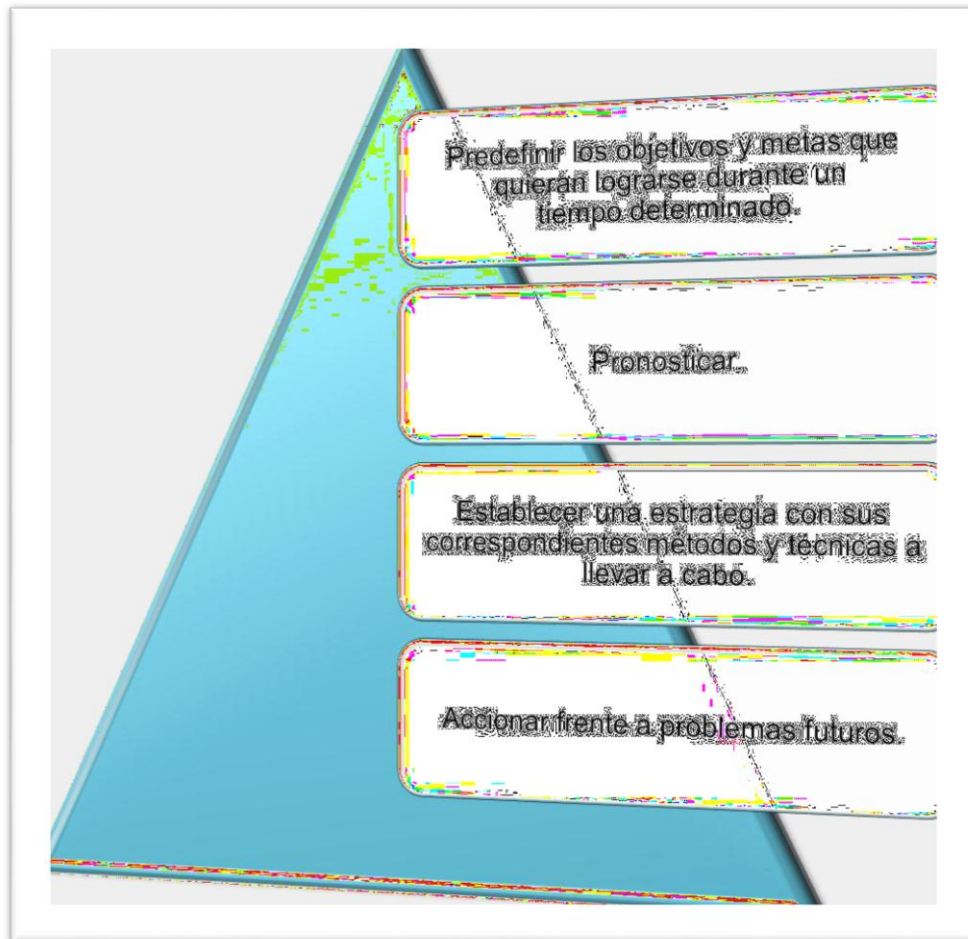 Predefinir los objetivos y metas que
quieran lograrse durante un
tiempo determinado.
Pronosticar.
Establecer una estrategia con sus
correspondientes métodos y técnicas a
llevar a cabo.
Accionar frente a problemas futuros.